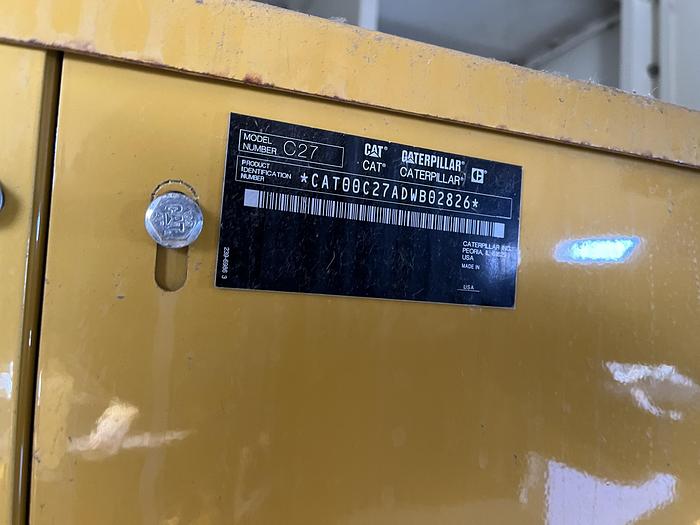 MODEL
NUMBER C27
CAT® CATERPILLAR®
CAT® CATERPILLAR® C
PRODUCT
IDENTIFICATION
NUMBER
*CAT00C27ADWB02826*
CATERPILLAR INC.
PEORIA, IL
USA
MADE IN
USA
CAT